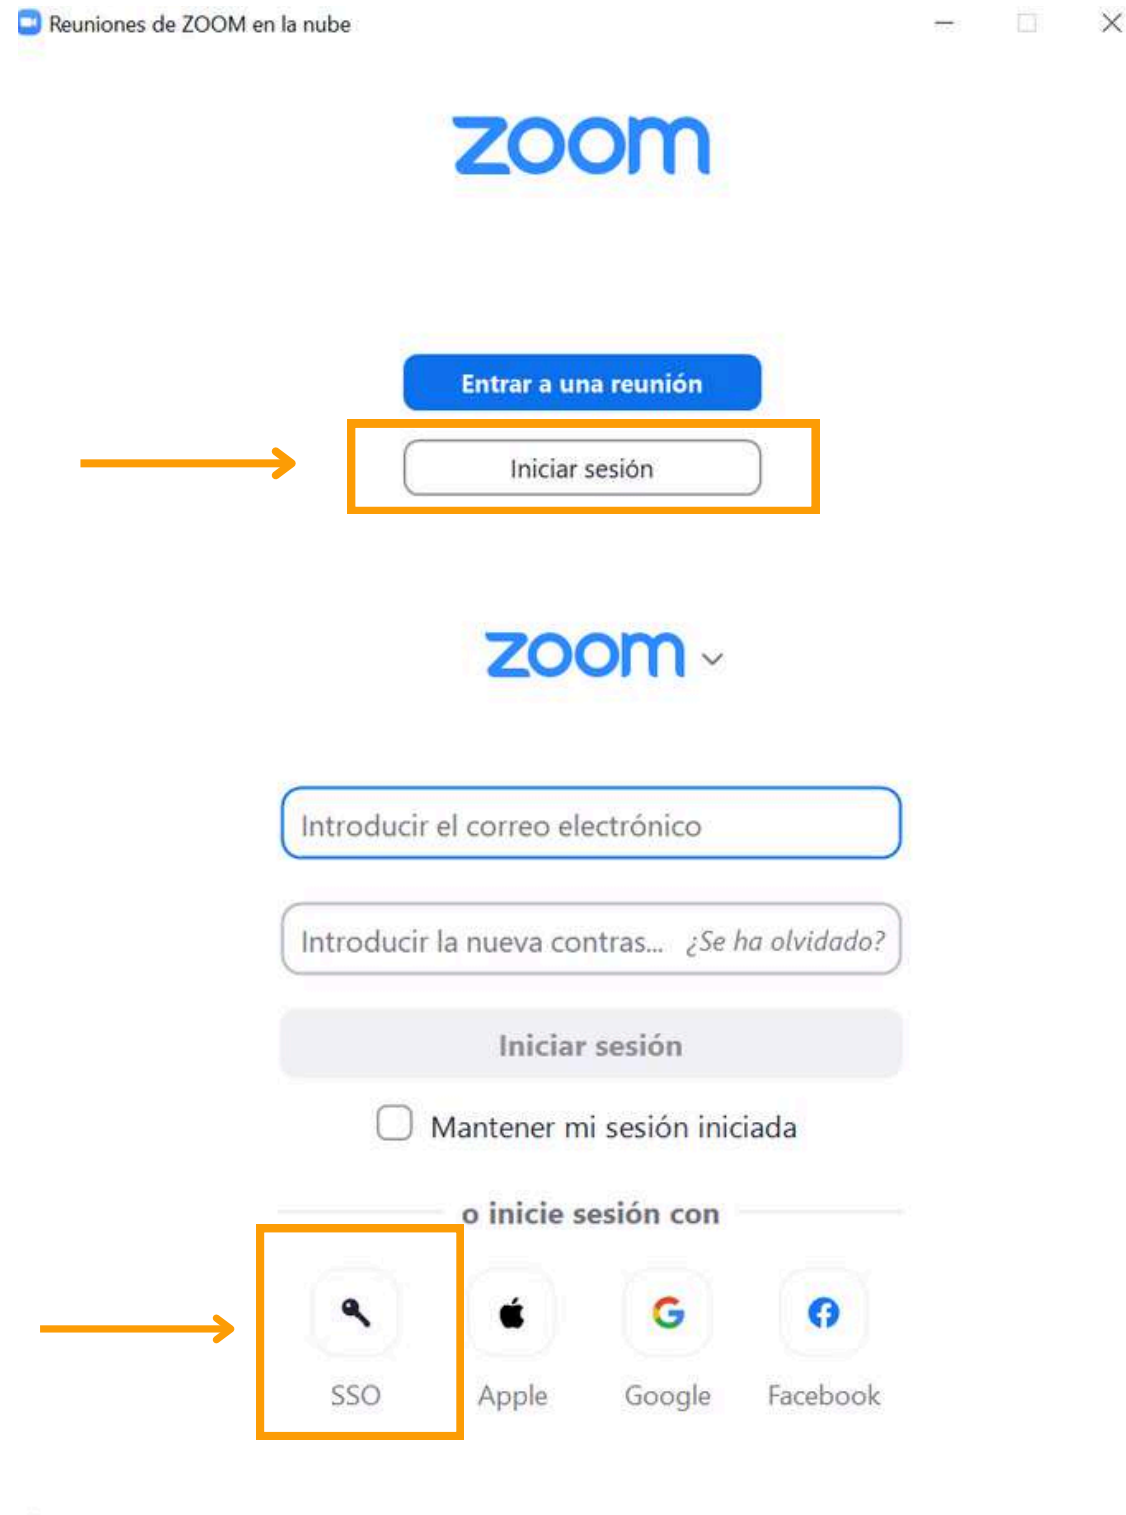 Reuniones de ZOOM en la nube
zoom
Entrar a una reunión
Iniciar sesión
zoom
Introducir el correo electrónico
Introducir la nueva contras... ¿Se ha olvidado?
Iniciar sesión
Mantener mi sesión iniciada
o inicie sesión con
SSO Apple Google Facebook